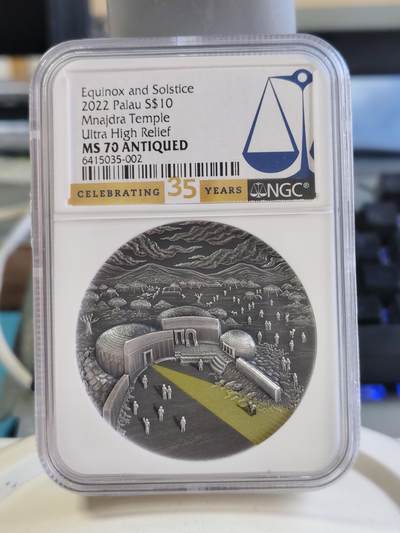 Equinox and Solstice
2022 Palau S$10
Mnajdra Temple
Ultra High Relief
MS 70 ANTIQUED
6415035-002
CELEBRATING 35 YEARS NGC®